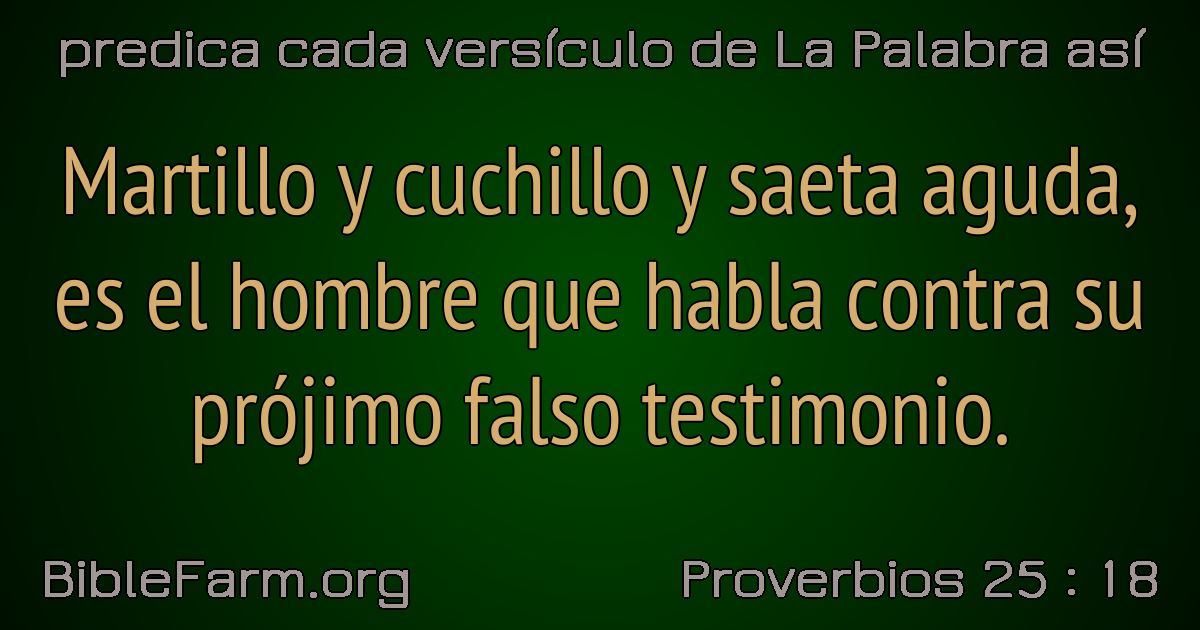 predica cada versículo de La Palabra así
Martillo y cuchillo y saeta aguda,
es el hombre que habla contra su
prójimo falso testimonio.
BibleFarm.org
Proverbios 25 : 18